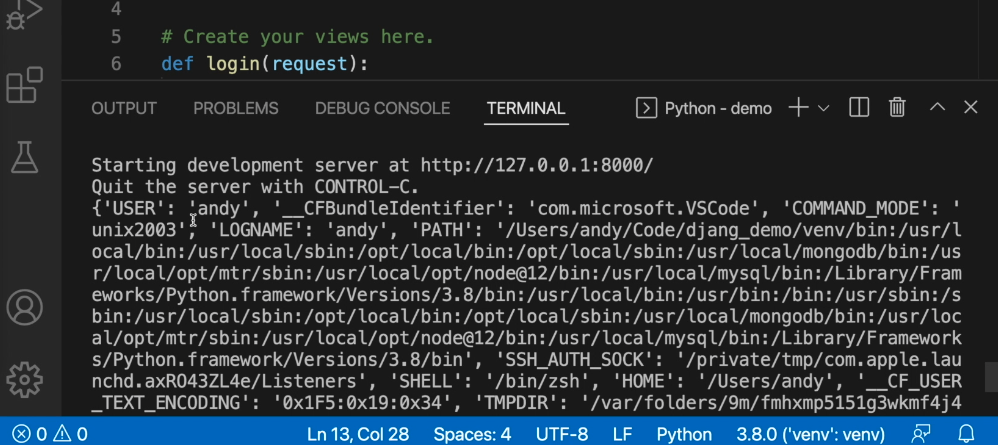 4
5 # Create your views here.
6 def login(request):
OUTPUT PROBLEMS DEBUG CONSOLE TERMINAL Python - demo
Starting development server at http://127.0.0.1:8000/
Quit the server with CONTROL-C.
{'USER': 'andy', '__CFBundleIdentifier': 'com.microsoft.VSCode', 'COMMAND_MODE': '
unix2003', 'LOGNAME': 'andy', 'PATH': '/Users/andy/Code/djang_demo/venv/bin:/usr/l
ocal/bin:/usr/local/sbin:/opt/local/bin:/opt/local/sbin:/usr/local/mongodb/bin:/us
r/local/opt/mtr/sbin:/usr/local/opt/node@12/bin:/usr/local/mysql/bin:/Library/Fram
eworks/Python.framework/Versions/3.8/bin:/usr/local/bin:/usr/bin:/bin:/usr/sbin:/s
bin:/usr/local/sbin:/opt/local/bin:/opt/local/sbin:/usr/local/mongodb/bin:/usr/loc
al/opt/mtr/sbin:/usr/local/opt/node@12/bin:/usr/local/mysql/bin:/Library/Framework
s/Python.framework/Versions/3.8/bin', 'SSH_AUTH_SOCK': '/private/tmp/com.apple.lau
nchd.axRO43ZL4e/Listeners', 'SHELL': '/bin/zsh', 'HOME': '/Users/andy', '__CF_USER
_TEXT_ENCODING': '0x1F5:0x19:0x34', 'TMPDIR': '/var/folders/9m/fmhxmp5151g3wkmf4j4
0 0 Ln 13, Col 28 Spaces: 4 UTF-8 LF Python 3.8.0 ('venv': venv)